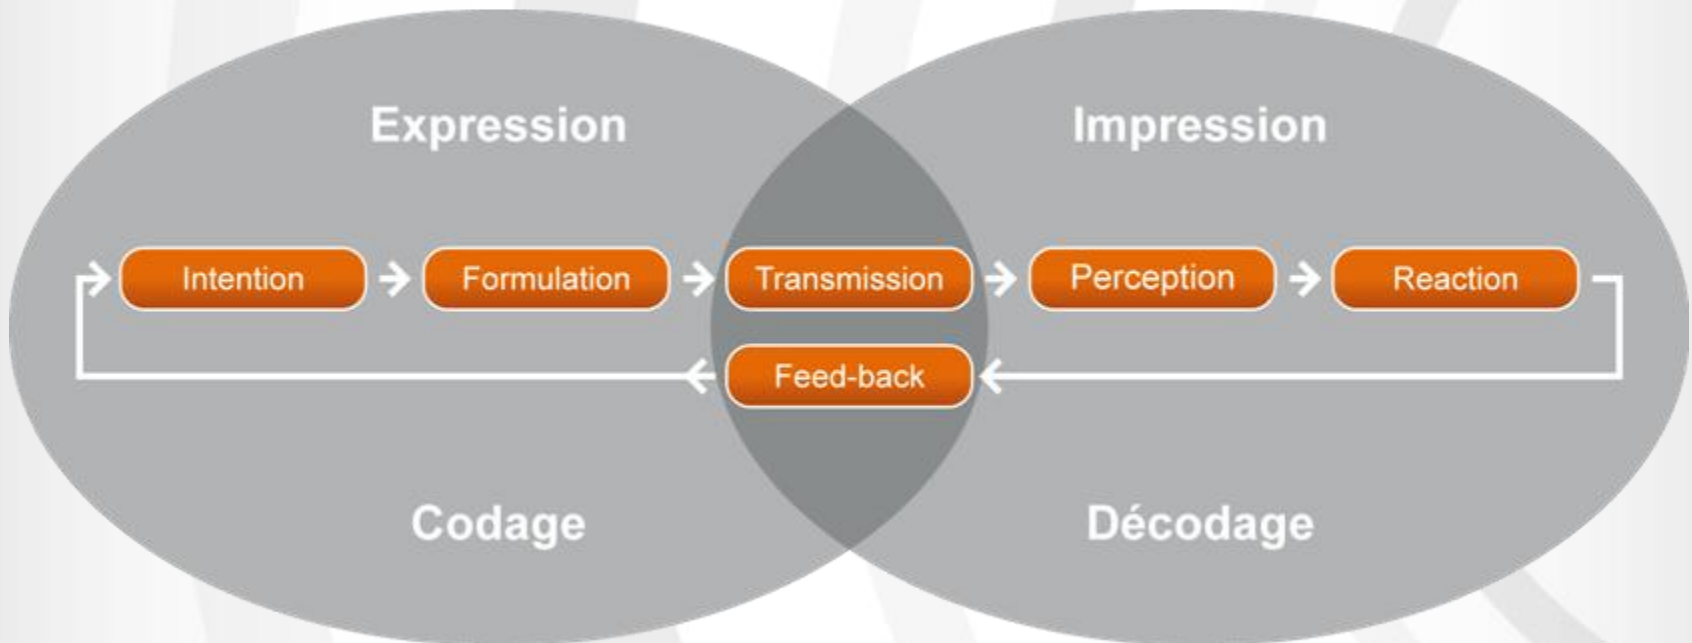 Expression
Impression
Intention
Formulation
Transmission
Perception
Reaction
Feed-back
Codage
Décodage